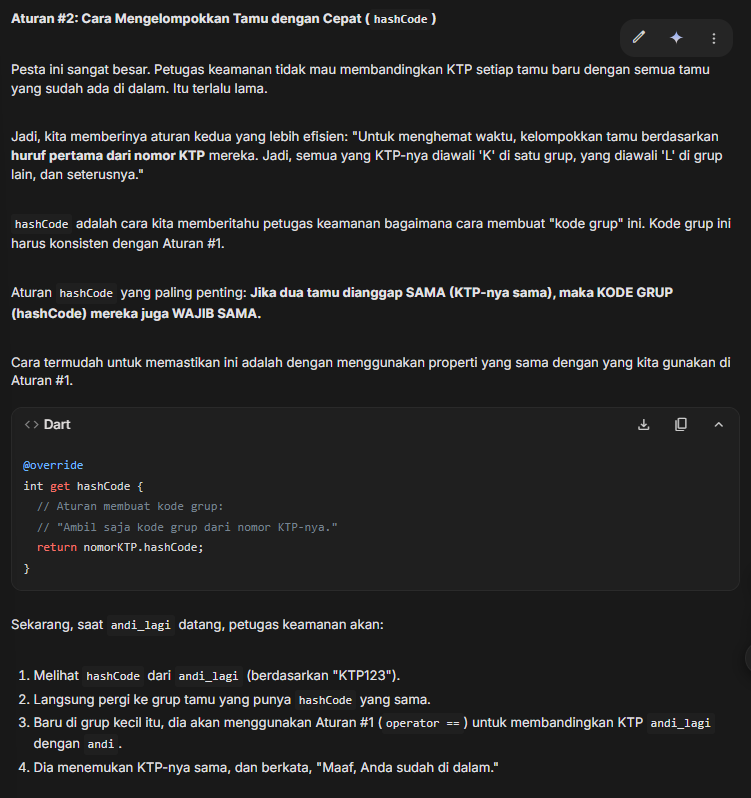 Aturan #2: Cara Mengelompokkan Tamu dengan Cepat ( hashCode )
Pesta ini sangat besar. Petugas keamanan tidak mau membandingkan KTP setiap tamu baru dengan semua tamu
yang sudah ada di dalam. Itu terlalu lama.
Jadi, kita memberinya aturan kedua yang lebih efisien: "Untuk menghemat waktu, kelompokkan tamu berdasarkan
huruf pertama dari nomor KTP mereka. Jadi, semua yang KTP-nya diawali 'K' di satu grup, yang diawali 'L' di grup
lain, dan seterusnya."
hashCode adalah cara kita memberitahu petugas keamanan bagaimana cara membuat "kode grup" ini. Kode grup ini
harus konsisten dengan Aturan #1.
Aturan hashCode yang paling penting: Jika dua tamu dianggap SAMA (KTP-nya sama), maka KODE GRUP
(hashCode) mereka juga WAJIB SAMA.
Cara termudah untuk memastikan ini adalah dengan menggunakan properti yang sama dengan yang kita gunakan di
Aturan #1.
<> Dart
@override
int get hashCode {
  // Aturan membuat kode grup:
  // "Ambil saja kode grup dari nomor KTP-nya."
  return nomorKTP.hashCode;
}
Sekarang, saat andi_lagi datang, petugas keamanan akan:
1. Melihat hashCode dari andi_lagi (berdasarkan "KTP123").
2. Langsung pergi ke grup tamu yang punya hashCode yang sama.
3. Baru di grup kecil itu, dia akan menggunakan Aturan #1 ( operator == ) untuk membandingkan KTP andi_lagi
dengan andi .
4. Dia menemukan KTP-nya sama, dan berkata, "Maaf, Anda sudah di dalam."